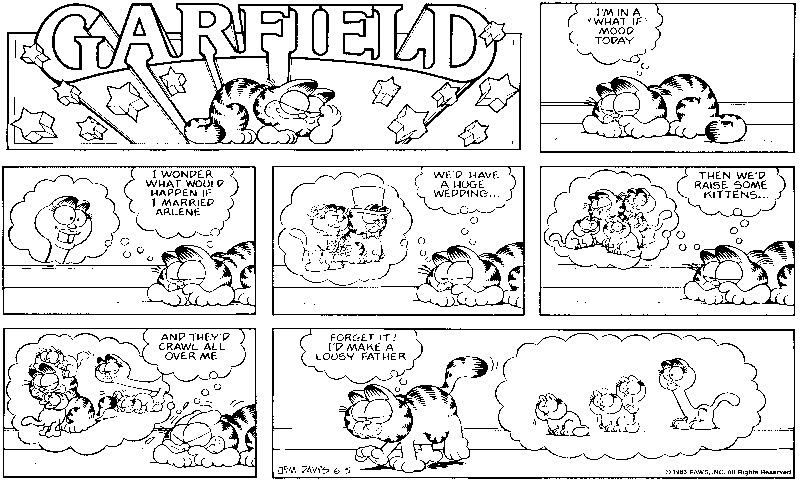 GARFIELD
I'M IN A
"WHAT IF"
MOOD
TODAY
I WONDER
WHAT WOULD
HAPPEN IF
I MARRIED
ARLENE
WE'D HAVE
A HUGE
WEDDING...
THEN WE'D
RAISE SOME
KITTENS...
AND THEY'D
CRAWL ALL
OVER ME
FORGET IT!
I'D MAKE A
LOUSY FATHER
JIM DAVIS 6-5
© 1983 PAWS, INC. All Rights Reserved